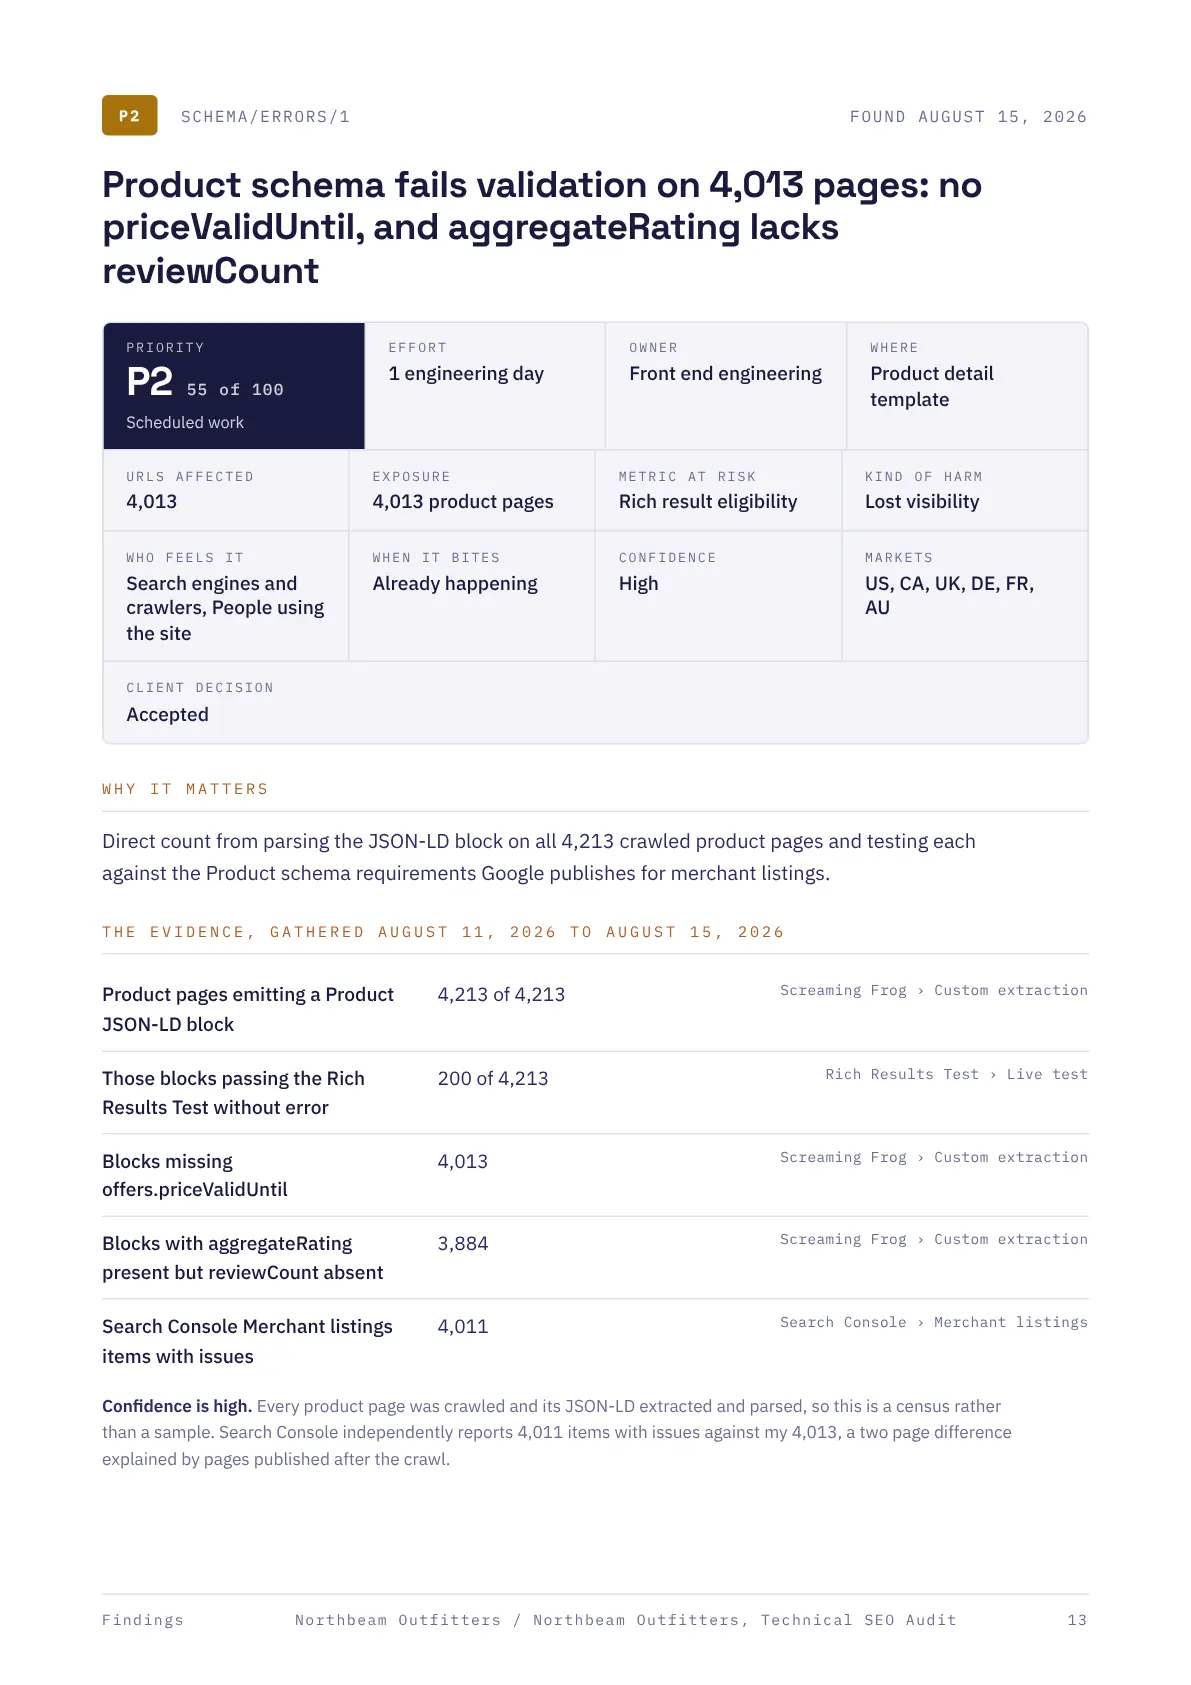 P2 SCHEMA/ERRORS/1 FOUND AUGUST 15, 2026
Product schema fails validation on 4,013 pages: no
priceValidUntil, and aggregateRating lacks
reviewCount
PRIORITY
P2 55 of 100
Scheduled work
EFFORT
1 engineering day
OWNER
Front end engineering
WHERE
Product detail
template
URLS AFFECTED
4,013
EXPOSURE
4,013 product pages
METRIC AT RISK
Rich result eligibility
KIND OF HARM
Lost visibility
WHO FEELS IT
Search engines and
crawlers, People using
the site
WHEN IT BITES
Already happening
CONFIDENCE
High
MARKETS
US, CA, UK, DE, FR,
AU
CLIENT DECISION
Accepted
WHY IT MATTERS
Direct count from parsing the JSON-LD block on all 4,213 crawled product pages and testing each
against the Product schema requirements Google publishes for merchant listings.
THE EVIDENCE, GATHERED AUGUST 11, 2026 TO AUGUST 15, 2026
Product pages emitting a Product
JSON-LD block
4,213 of 4,213
Screaming Frog › Custom extraction
Those blocks passing the Rich
Results Test without error
200 of 4,213
Rich Results Test › Live test
Blocks missing
offers.priceValidUntil
4,013
Screaming Frog › Custom extraction
Blocks with aggregateRating
present but reviewCount absent
3,884
Screaming Frog › Custom extraction
Search Console Merchant listings
items with issues
4,011
Search Console › Merchant listings
Confidence is high. Every product page was crawled and its JSON-LD extracted and parsed, so this is a census rather
than a sample. Search Console independently reports 4,011 items with issues against my 4,013, a two page difference
explained by pages published after the crawl.
Findings Northbeam Outfitters / Northbeam Outfitters, Technical SEO Audit 13